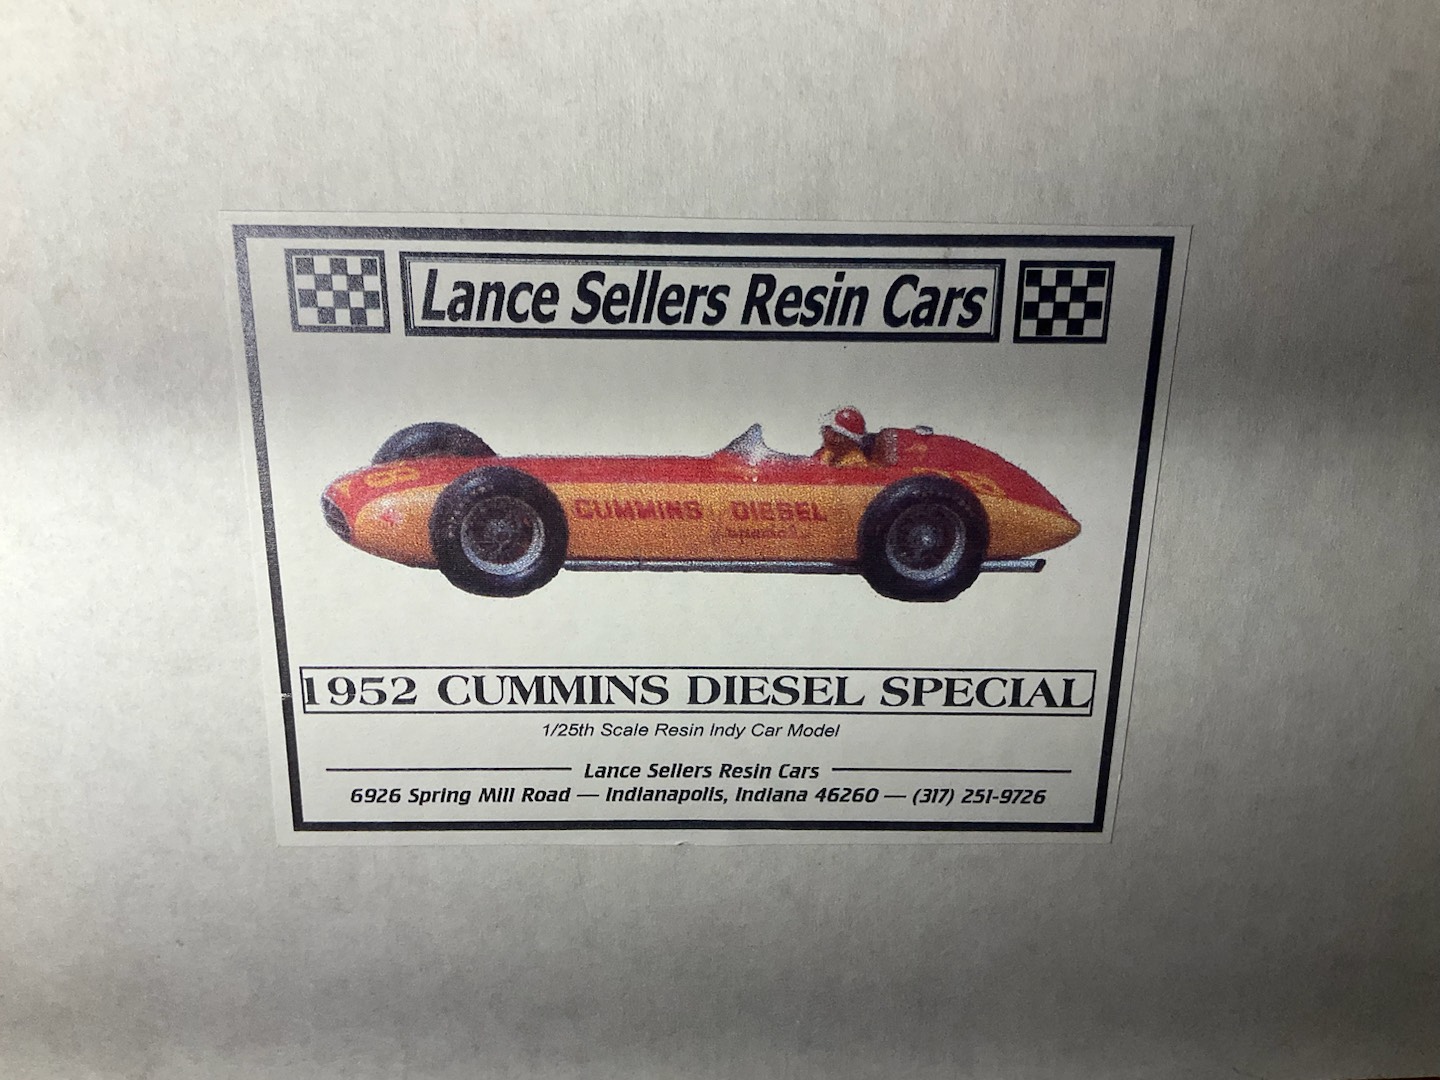 Lance Sellers Resin Cars
CUMMINS DIESEL
1952 CUMMINS DIESEL SPECIAL
1/25th Scale Resin Indy Car Model
Lance Sellers Resin Cars
6926 Spring Mill Road — Indianapolis, Indiana 46260 — (317) 251-9726